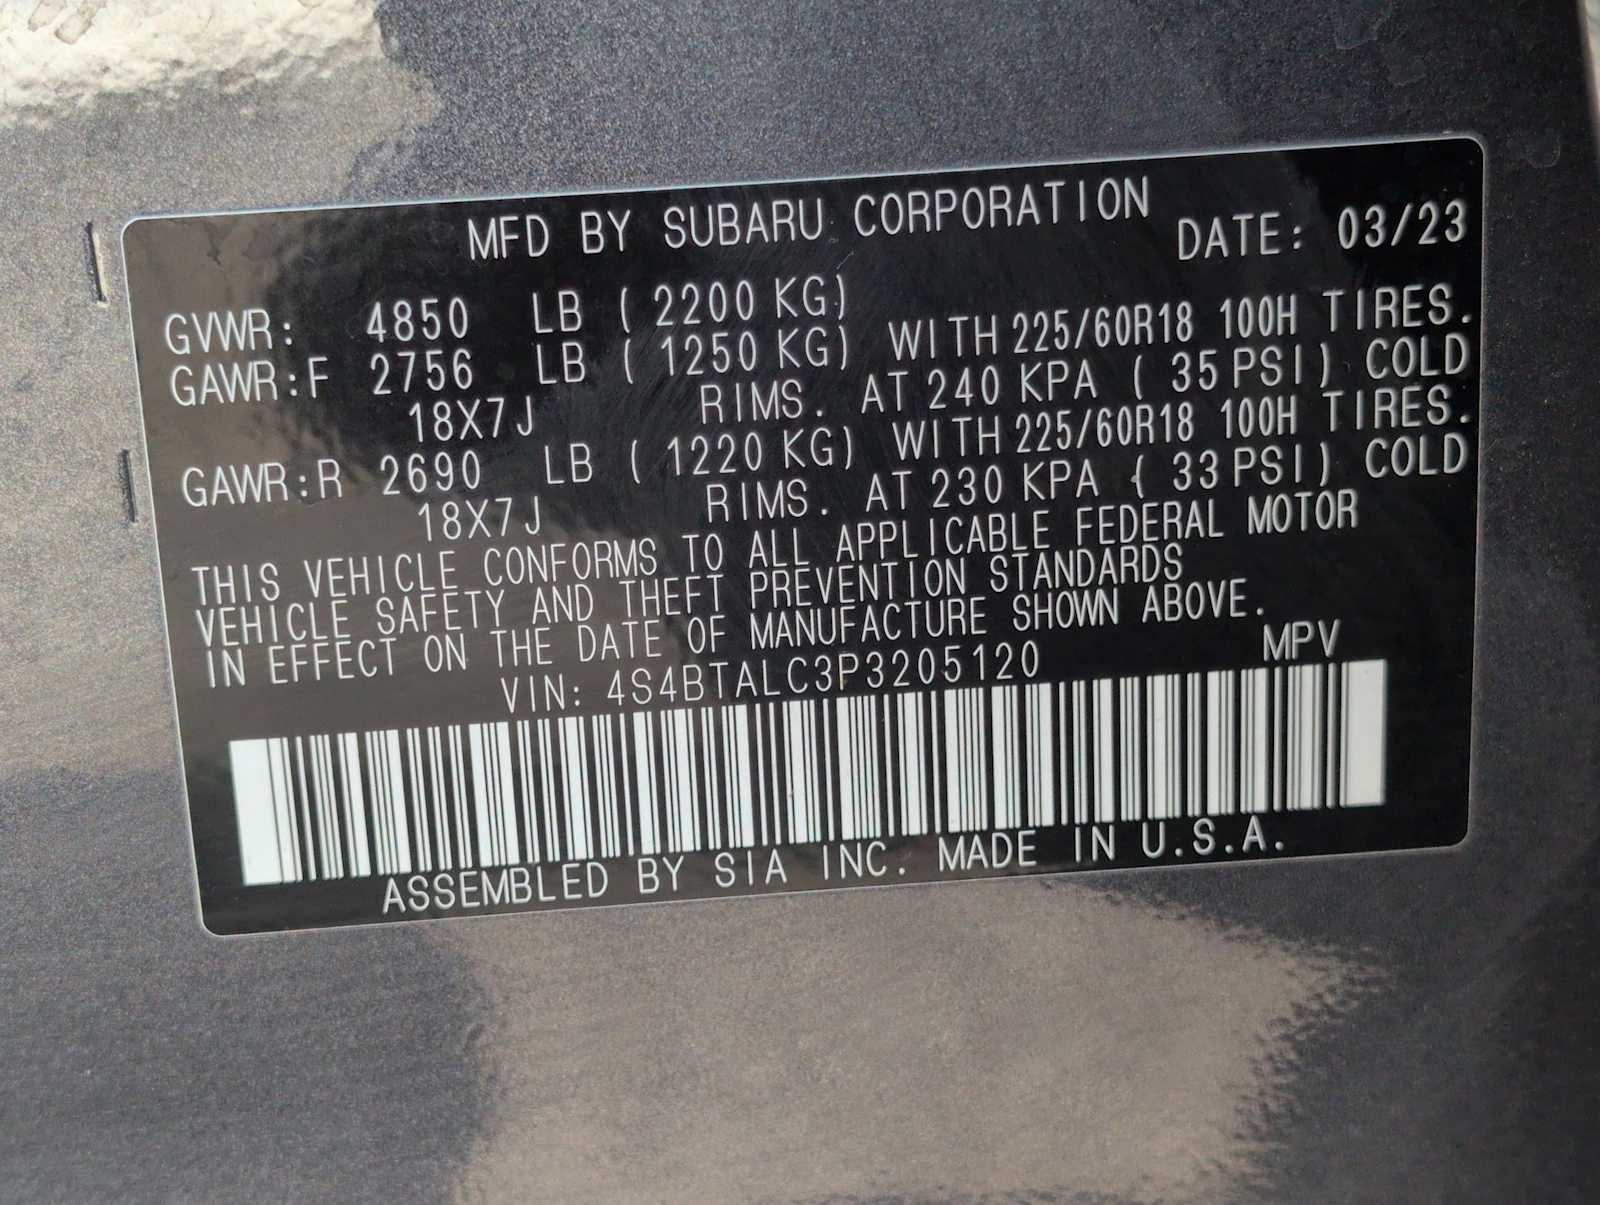 MFD BY SUBARU CORPORATION DATE: 03/23
GVWR: 4850 LB ( 2200 KG)
GAWR:F 2756 LB ( 1250 KG) WITH 225/60R18 100H TIRES.
18X7J RIMS. AT 240 KPA ( 35 PSI) COLD
GAWR:R 2690 LB ( 1220 KG) WITH 225/60R18 100H TIRES.
18X7J RIMS. AT 230 KPA ( 33 PSI) COLD
THIS VEHICLE CONFORMS TO ALL APPLICABLE FEDERAL MOTOR
VEHICLE SAFETY AND THEFT PREVENTION STANDARDS
IN EFFECT ON THE DATE OF MANUFACTURE SHOWN ABOVE.
VIN: 4S4BTALC3P3205120 MPV
ASSEMBLED BY SIA INC. MADE IN U.S.A.